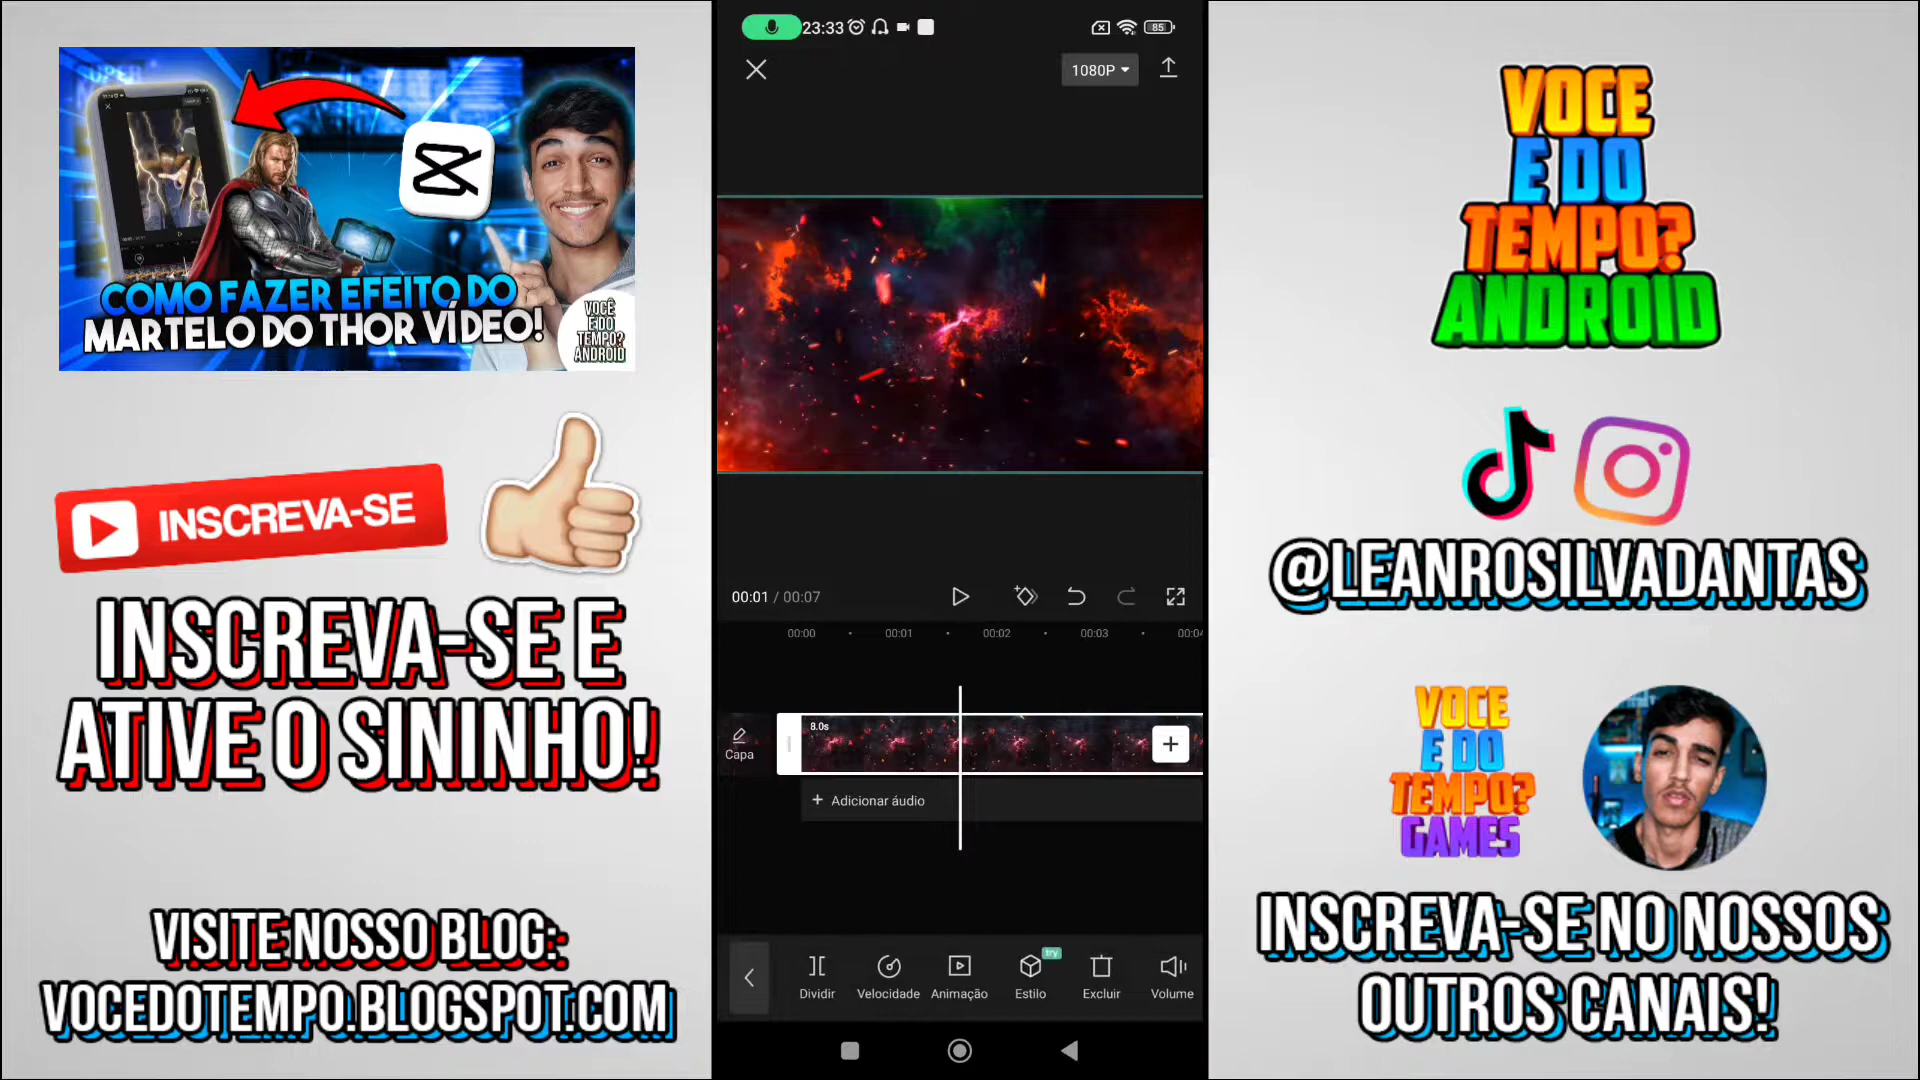 COMO FAZER EFEITO DO
MARTELO DO THOR VÍDEO!
VOCÊ
E DO
TEMPO?
ANDROID
INSCREVA-SE
INSCREVA-SE E
ATIVE O SININHO!
VISITE NOSSO BLOG:
VOCEDOTEMPO.BLOGSPOT.COM
23:33
85
1080P
00:01 / 00:07
00:00
00:01
00:02
00:03
00:04
8.0s
Capa
+
+ Adicionar áudio
try
Dividir
Velocidade
Animação
Estilo
Excluir
Volume
VOCE
E DO
TEMPO?
ANDROID
@LEANROSILVADANTAS
VOCE
E DO
TEMPO?
GAMES
INSCREVA-SE NO NOSSOS
OUTROS CANAIS!